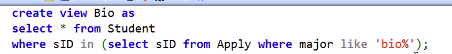 create view Bio as
select * from Student
where sID in (select sID from Apply where major like 'bio%');